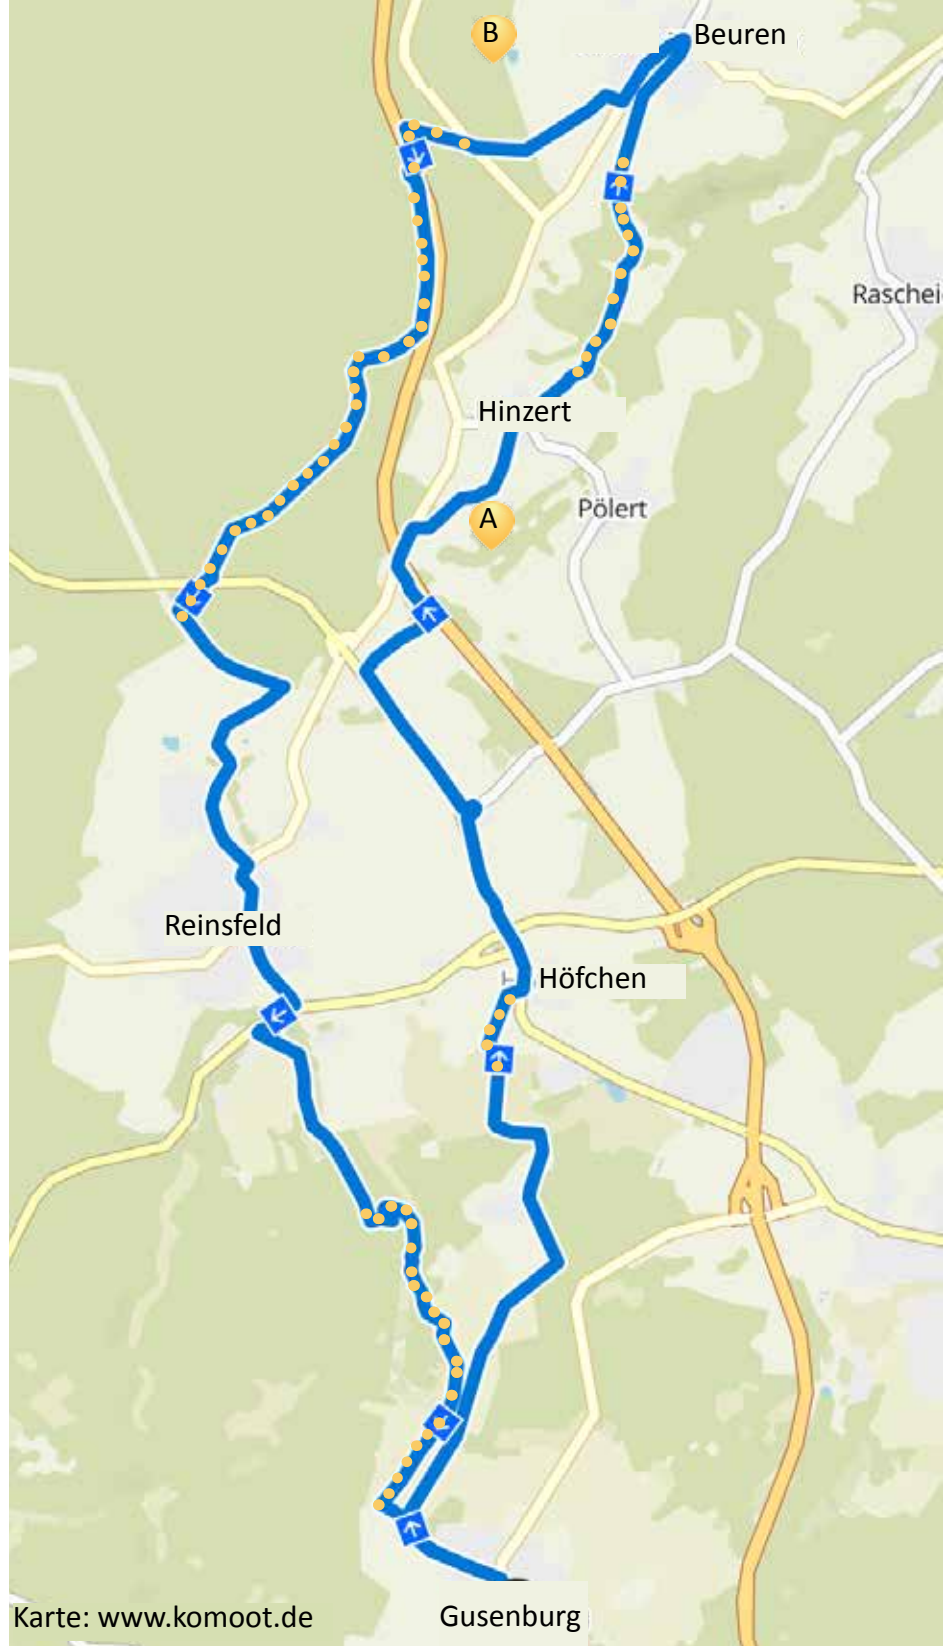 B
Beuren
Raschei
Hinzert
Pölert
A
Reinsfeld
Höfchen
Karte: www.komoot.de
Gusenburg